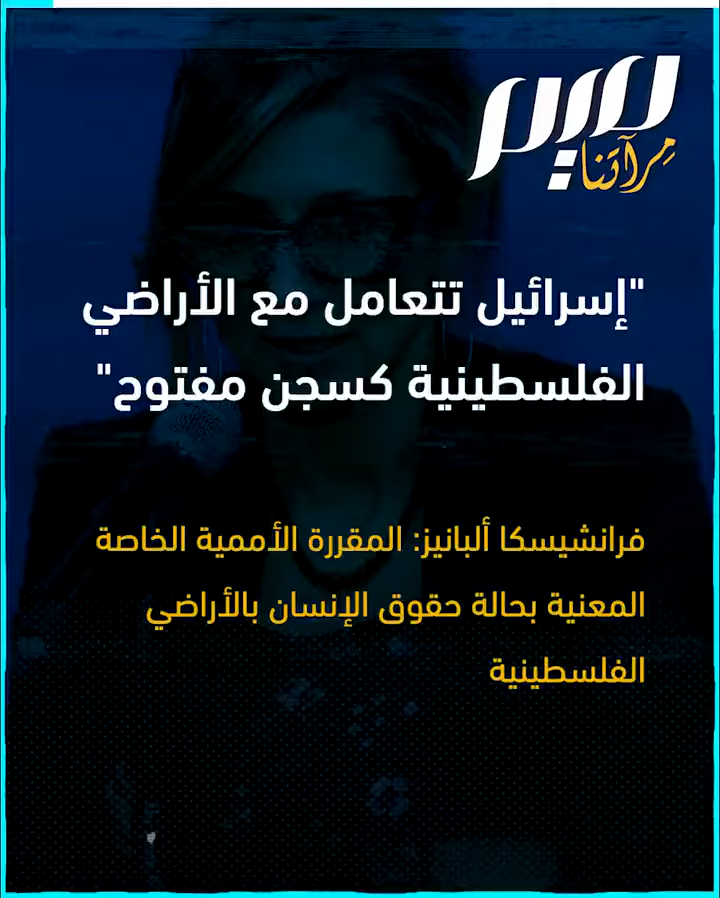 مرآتنا
"إسرائيل تتعامل مع الأراضي
الفلسطينية كسجن مفتوح"
فرانشيسكا ألبانيز: المقررة الأممية الخاصة
المعنية بحالة حقوق الإنسان بالأراضي
الفلسطينية